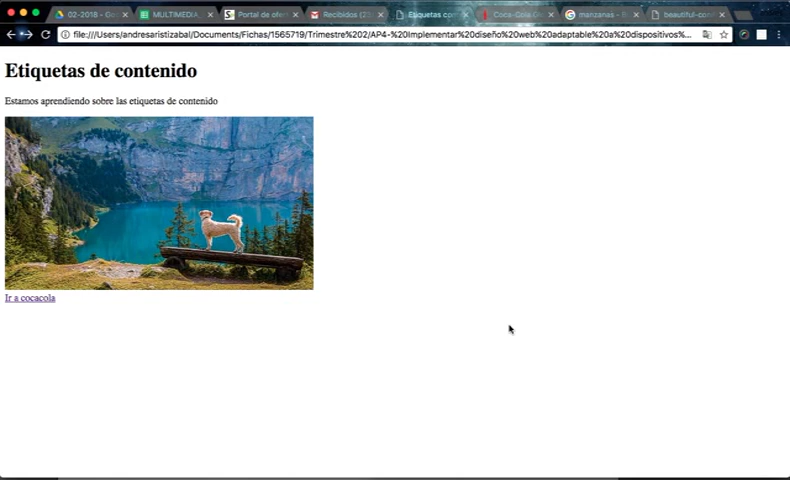 02-2018 - Go
MULTIMEDIA
Portal de ofer
Recibidos (2
Etiquetas con
Coca-Cola
manzanas - B
beautiful-con
file:///Users/andresaristizabal/Documents/Fichas/1565719/Trimestre%202/AP4-%20Implementar%20diseño%20web%20adaptable%20a%20dispositivos%...
Etiquetas de contenido
Estamos aprendiendo sobre las etiquetas de contenido
Ir a cocacola